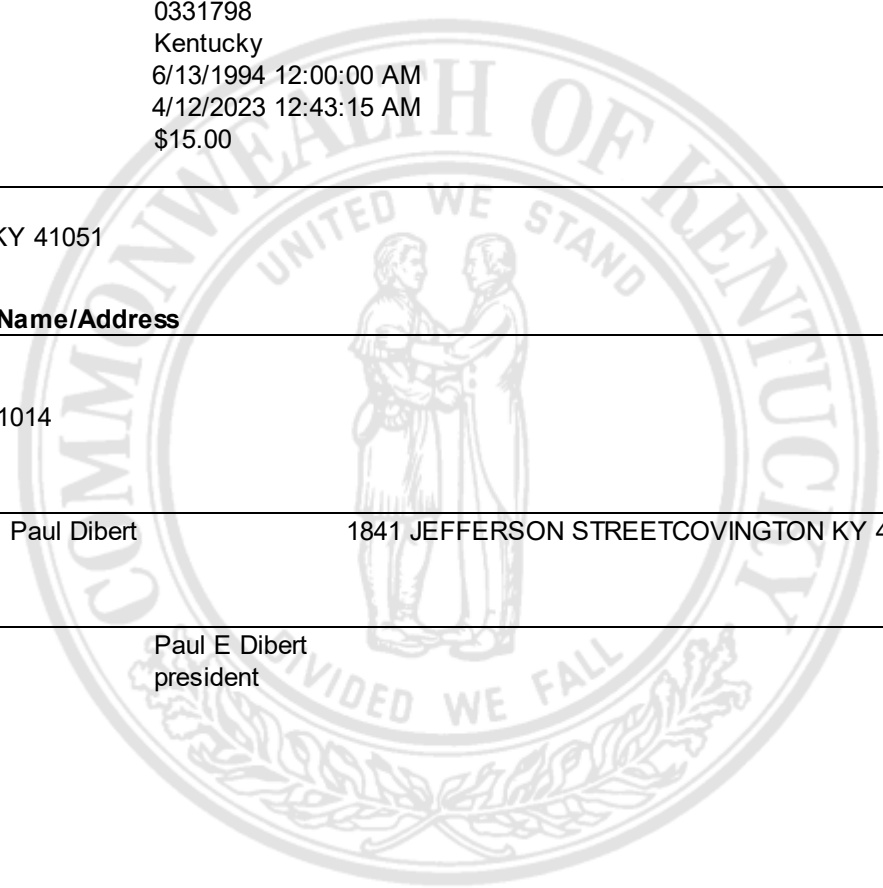 0331798
Kentucky
6/13/1994 12:00:00 AM
4/12/2023 12:43:15 AM
$15.00
KY 41051
Name/Address
1014
Paul Dibert 1841 JEFFERSON STREETCOVINGTON KY 4
Paul E Dibert
president
COMMONWEALTH OF KENTUCKY
UNITED WE STAND
DIVIDED WE FALL